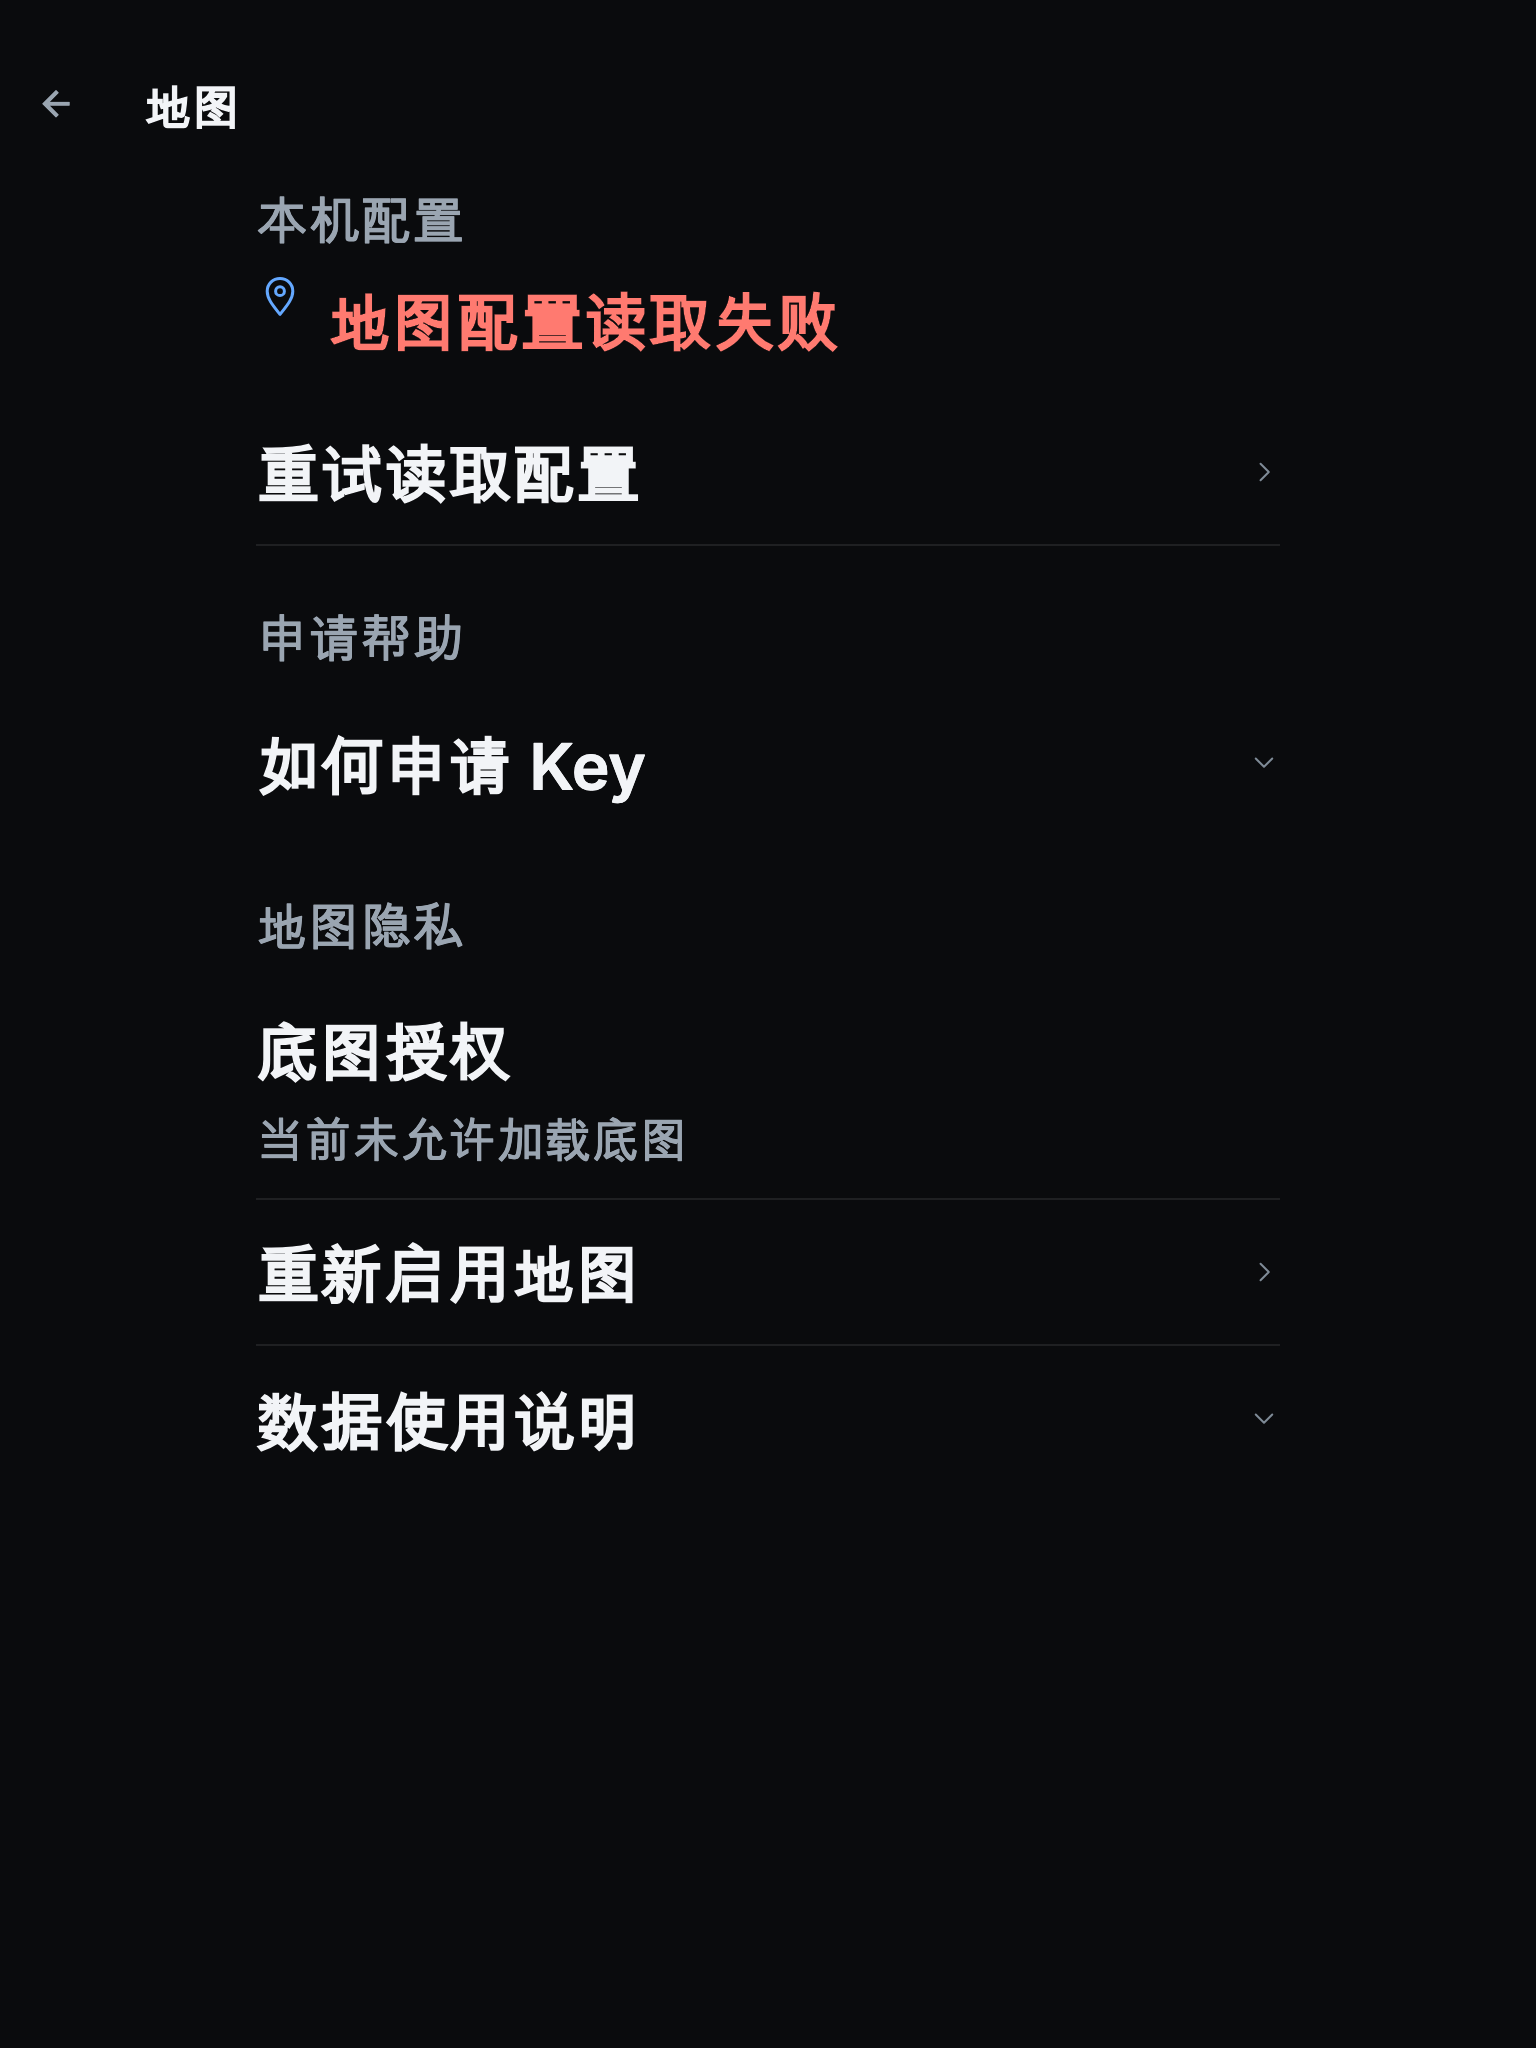 地图
本机配置
地图配置读取失败
重试读取配置
申请帮助
如何申请 Key
地图隐私
底图授权
当前未允许加载底图
重新启用地图
数据使用说明